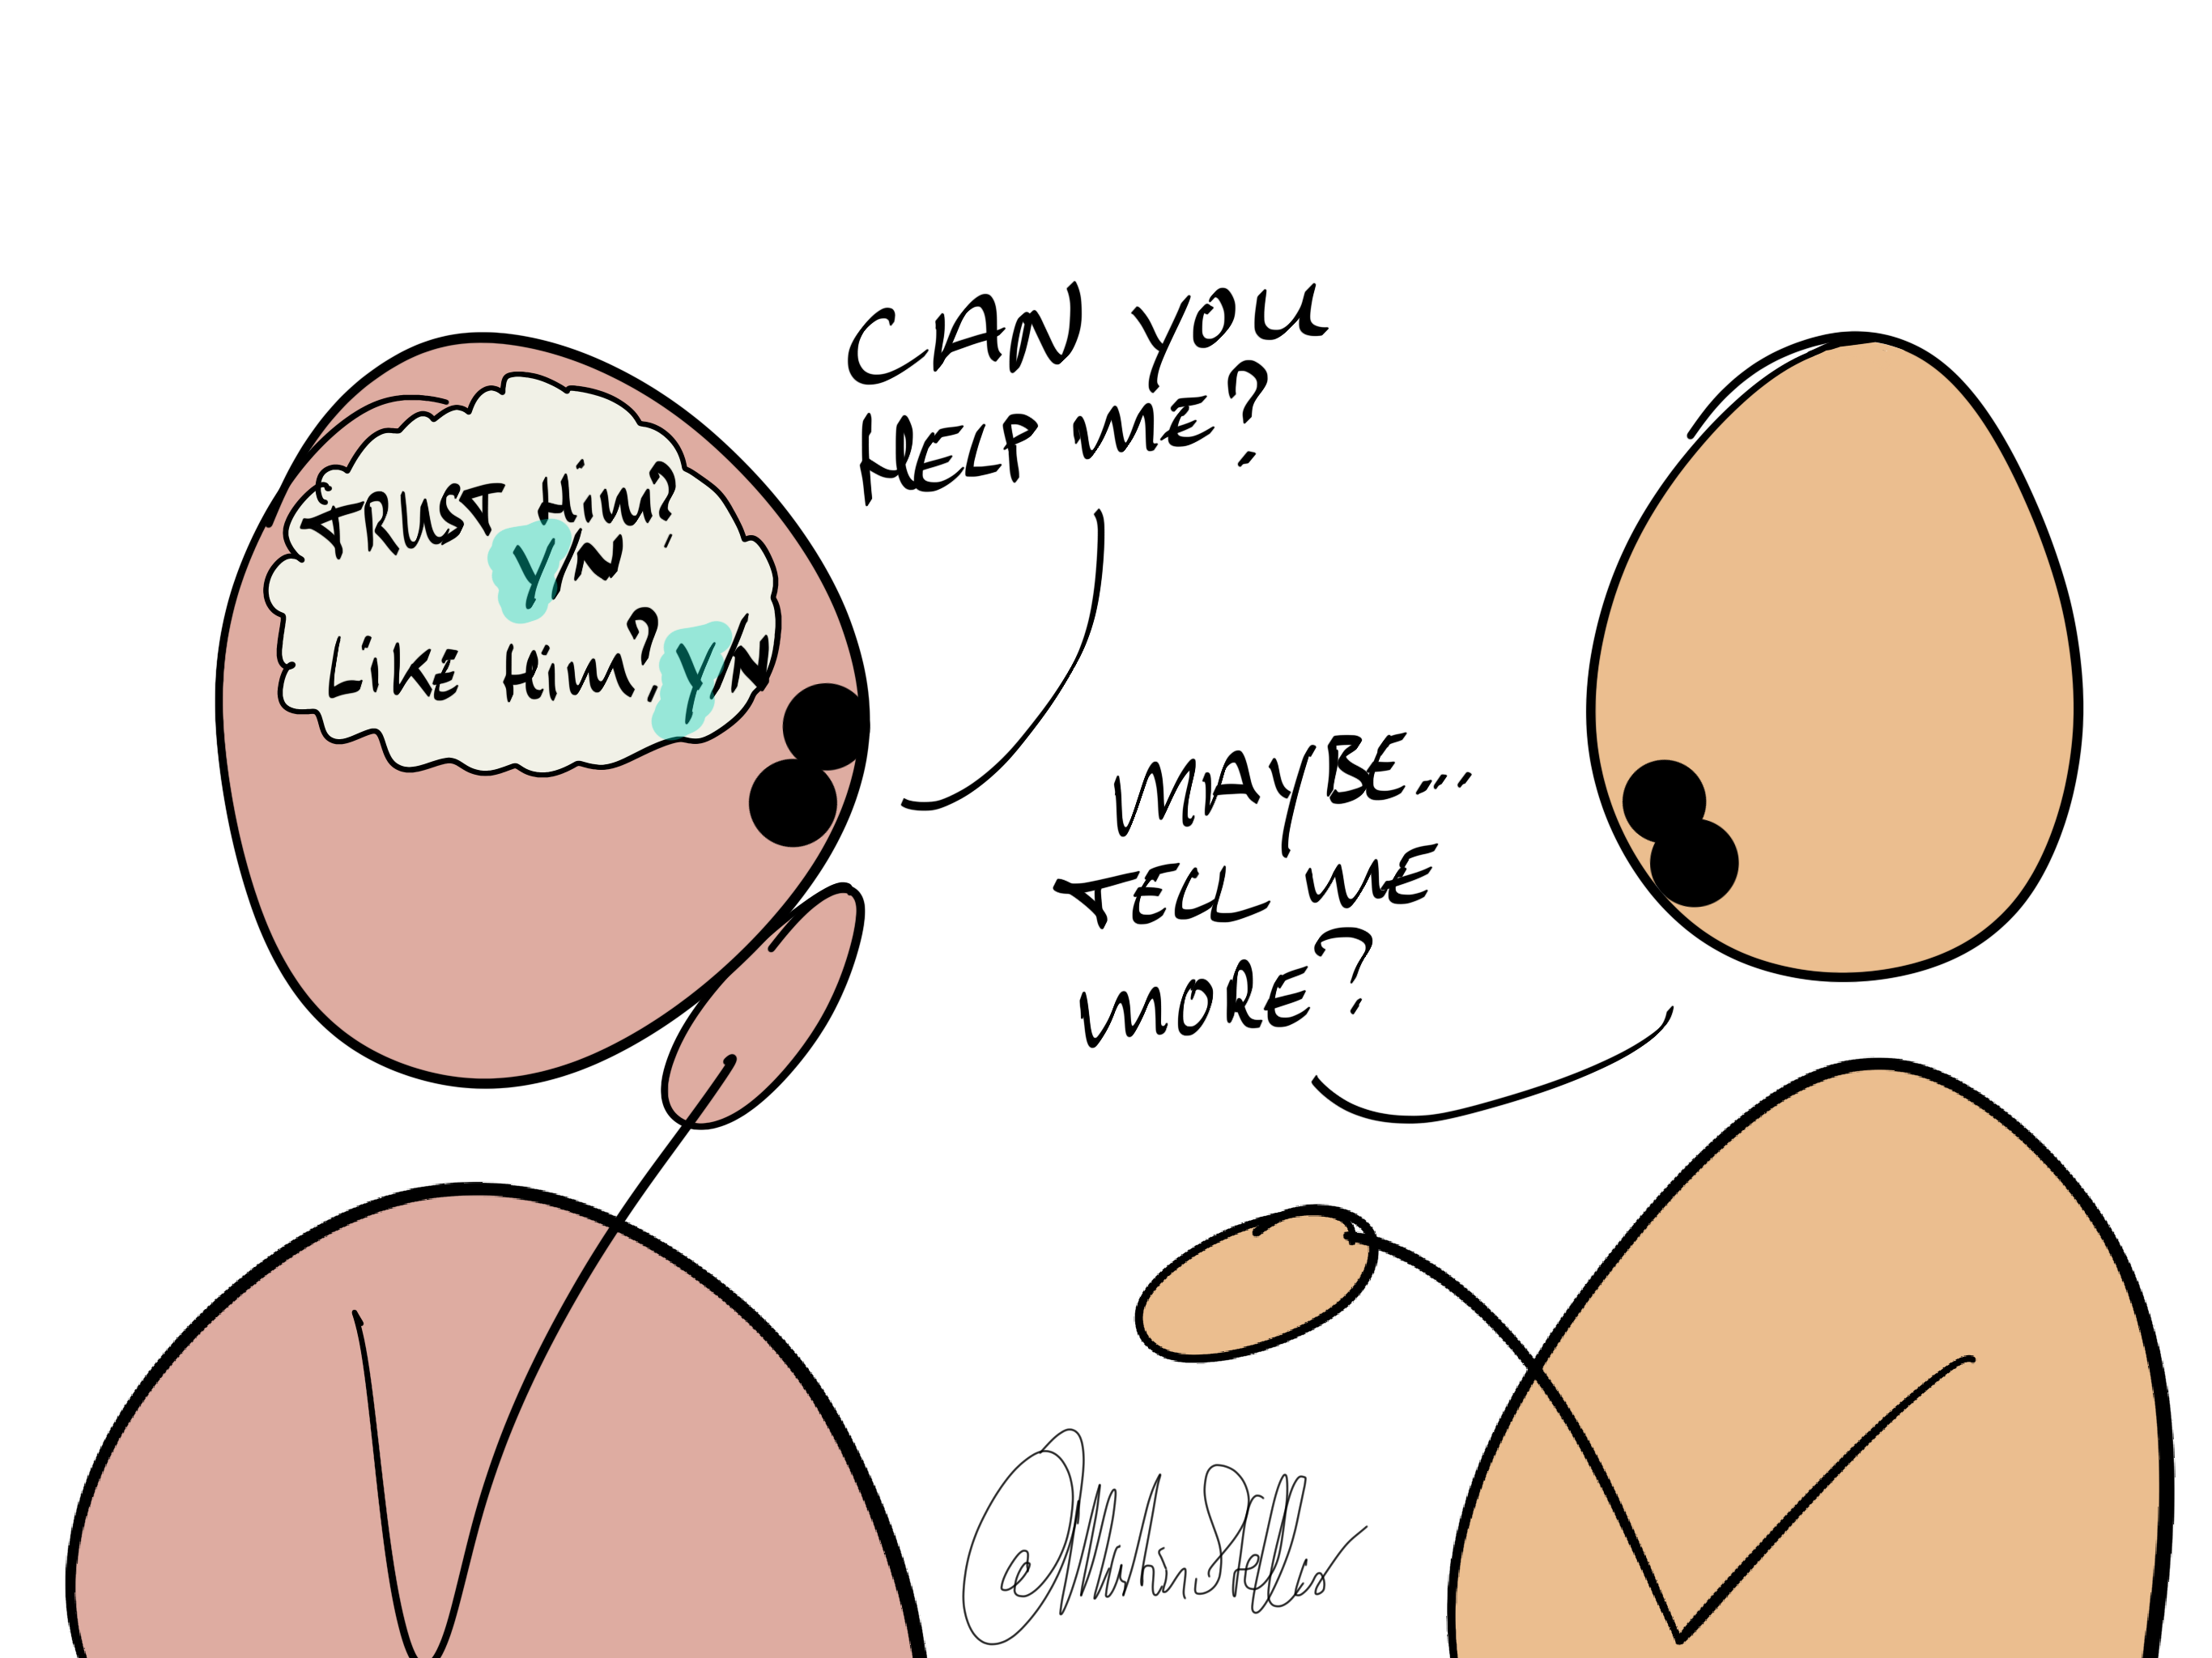 CAN YOU
HELP ME?
TRUST HiM?
Y/N
LiKE HiM? Y/N
MAYBE...
TELL ME
MORE?